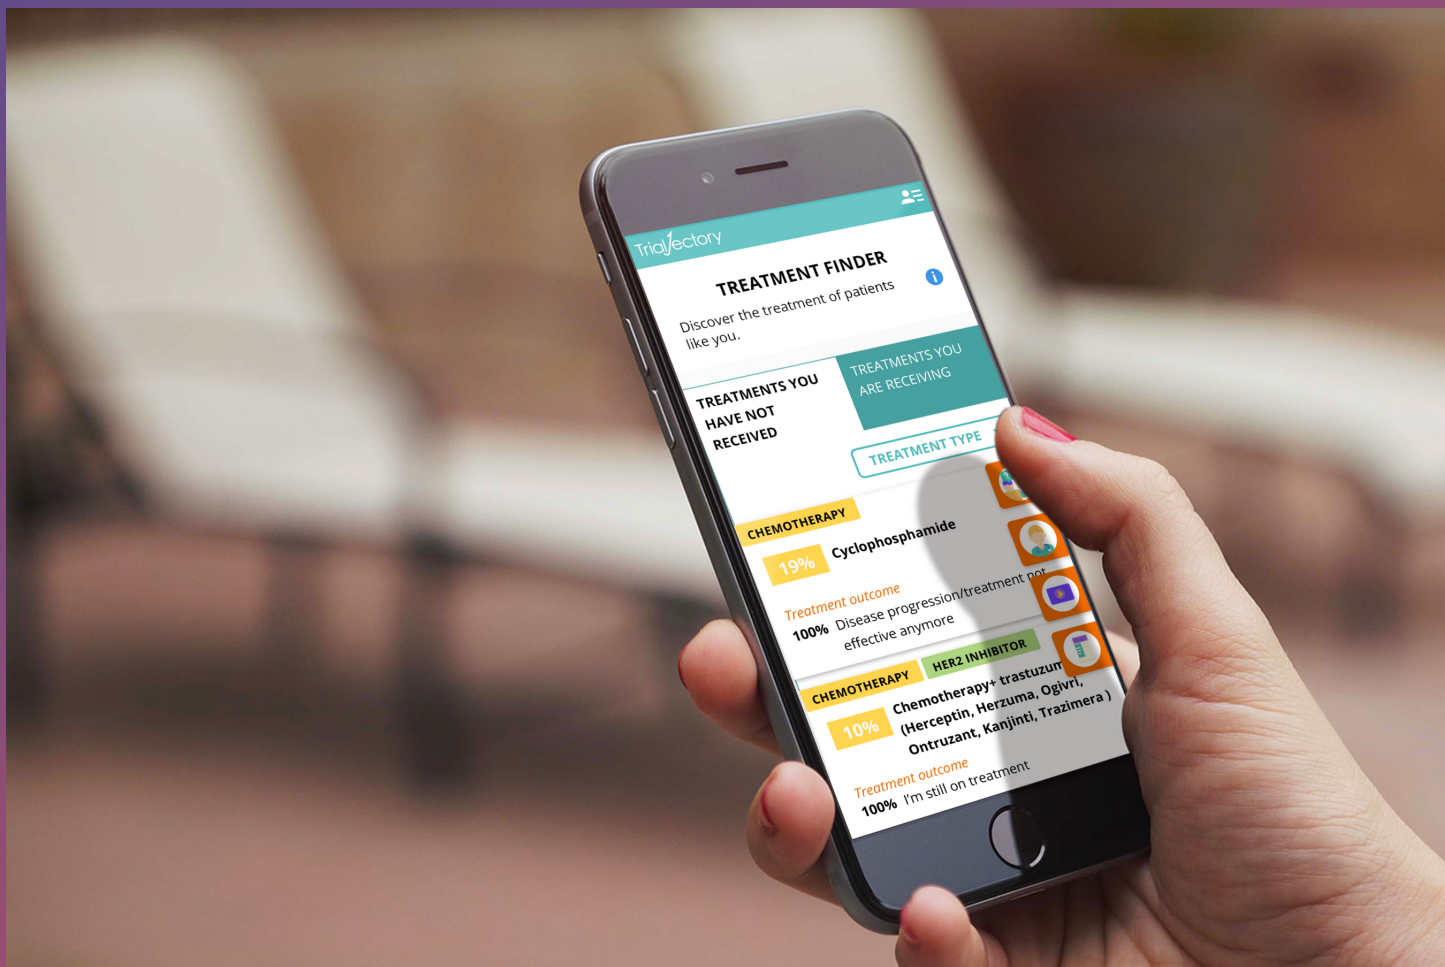 TrialJectory
TREATMENT FINDER
Discover the treatment of patients
like you.
TREATMENTS YOU
HAVE NOT
RECEIVED
TREATMENTS YOU
ARE RECEIVING
TREATMENT TYPE
CHEMOTHERAPY
19% Cyclophosphamide
Treatment outcome
100% Disease progression/treatment not
effective anymore
CHEMOTHERAPY HER2 INHIBITOR
10%
Chemotherapy+ trastuzum
(Herceptin, Herzuma, Ogivri,
Ontruzant, Kanjinti, Trazimera )
Treatment outcome
100% I'm still on treatment